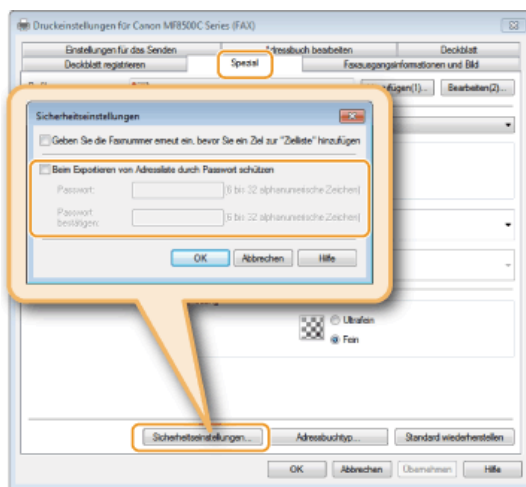 Druckeinstellungen für Canon MF8500C Series (FAX)
Einstellungen für das Senden Adressbuch bearbeiten Deckblatt
Deckblatt registrieren Spezial Faxausgangsinformationen und Bild
Bearbeiten(2)...
Sicherheitseinstellungen
Geben Sie die Faxnummer erneut ein, bevor Sie ein Ziel zur "Zielliste" hinzufügen
Beim Exportieren von Adressliste durch Passwort schützen
Passwort: [6 bis 32 alphanumerische Zeichen]
Passwort bestätigen: [6 bis 32 alphanumerische Zeichen]
OK Abbrechen Hilfe
Ultrafein
Fein
Sicherheitseinstellungen... Adressbuchtyp... Standard wiederherstellen
OK Abbrechen Übernehmen Hilfe